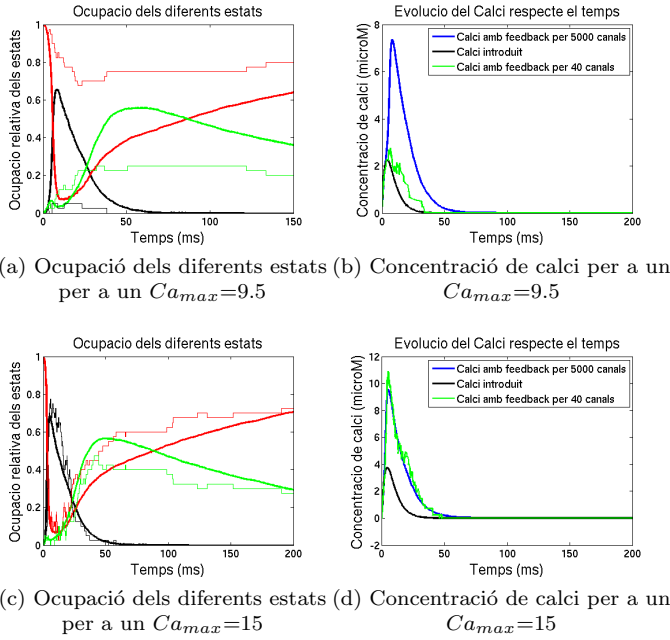 Ocupacio dels diferents estats
Ocupacio relativa dels estats
1
0.8
0.6
0.4
0.2
0
0 50 100 150
Temps (ms)
Evolucio del Calci respecte el temps
Calci amb feedback per 5000 canals
Calci introduit
Calci amb feedback per 40 canals
Concentracio de calci (microM)
8
6
4
2
0
0 50 100 150 200
Temps (ms)
a) Ocupació dels diferents estats
per a un Camax=9.5
(b) Concentració de calci per a un
Camax=9.5
Ocupacio dels diferents estats
Ocupacio relativa dels estats
1
0.8
0.6
0.4
0.2
0
0 50 100 150 200
Temps (ms)
Evolucio del Calci respecte el temps
Calci amb feedback per 5000 canals
Calci introduit
Calci amb feedback per 40 canals
Concentracio de calci (microM)
12
10
8
6
4
2
0
-2
0 50 100 150 200
Temps (ms)
(c) Ocupació dels diferents estats
per a un Camax=15
(d) Concentració de calci per a un
Camax=15